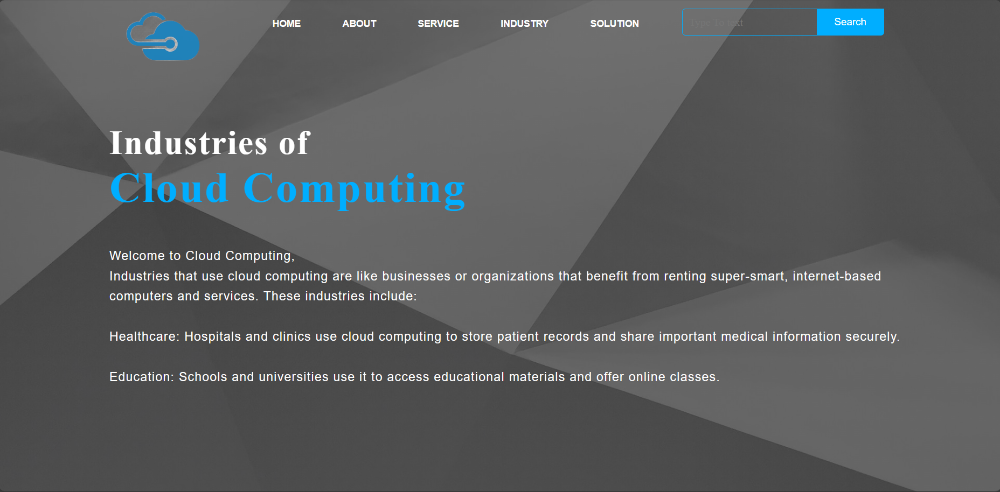 HOME ABOUT SERVICE INDUSTRY SOLUTION Type To text Search
Industries of
Cloud Computing
Welcome to Cloud Computing,
Industries that use cloud computing are like businesses or organizations that benefit from renting super-smart, internet-based
computers and services. These industries include:
Healthcare: Hospitals and clinics use cloud computing to store patient records and share important medical information securely.
Education: Schools and universities use it to access educational materials and offer online classes.